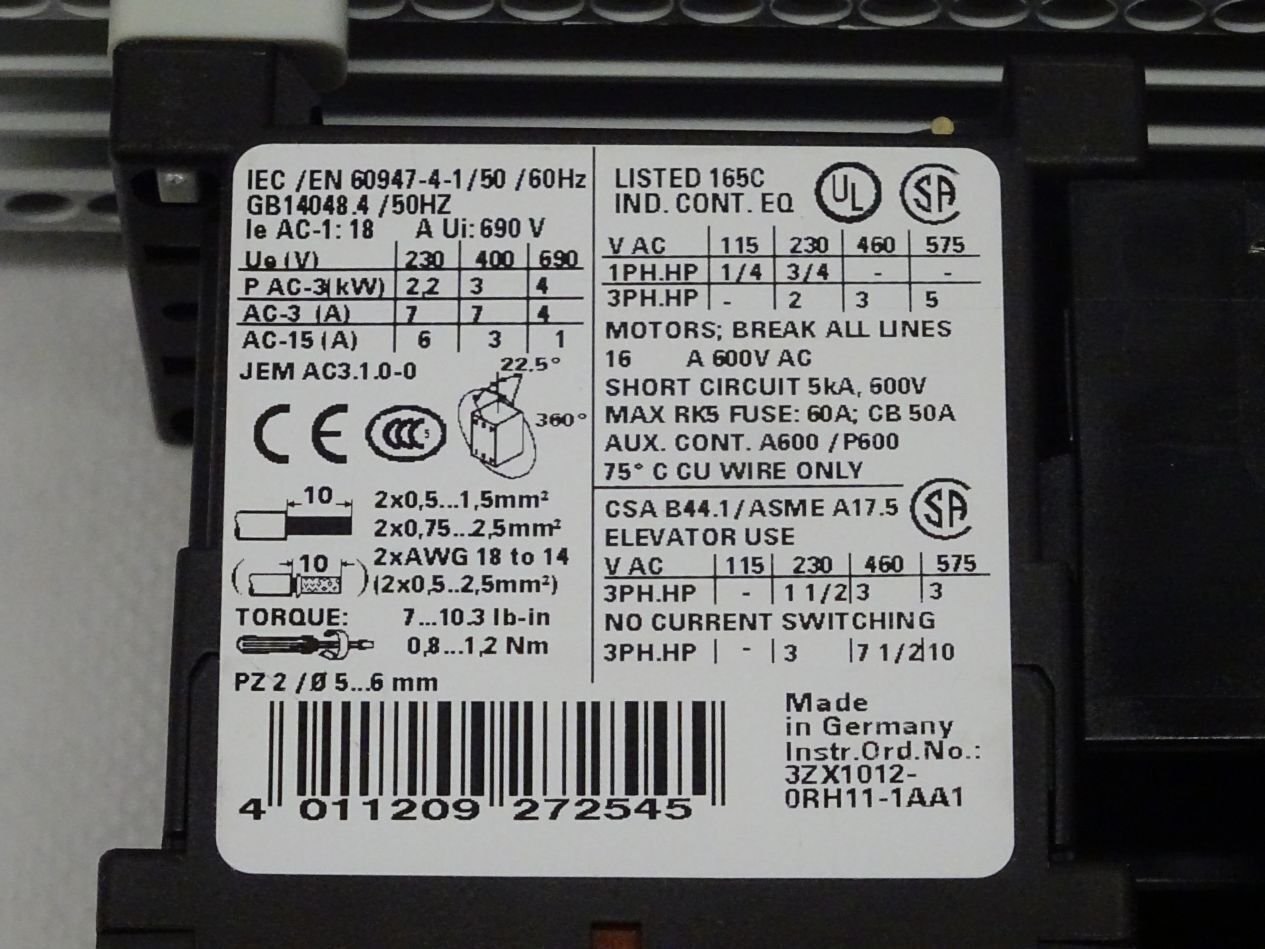 IEC /EN 60947-4-1/50 /60Hz
GB14048.4 /50HZ
Ie AC-1: 18 A Ui: 690 V
Ue (V) 230 400 690
P AC-3(kW) 2,2 3 4
AC-3 (A) 7 7 4
AC-15 (A) 6 3 1
JEM AC3.1.0-0
22.5°
360°
CE CCC S
10 2x0,5...1,5mm²
2x0,75...2,5mm²
2xAWG 18 to 14
10 (2x0,5..2,5mm²)
TORQUE: 7...10.3 lb-in
0,8...1,2 Nm
PZ 2 /Ø 5...6 mm
LISTED 165C
IND. CONT. EQ
UL SA
V AC 115 230 460 575
1PH.HP 1/4 3/4 - -
3PH.HP - 2 3 5
MOTORS; BREAK ALL LINES
16 A 600V AC
SHORT CIRCUIT 5kA, 600V
MAX RK5 FUSE: 60A; CB 50A
AUX. CONT. A600 /P600
75° C CU WIRE ONLY
CSA B44.1/ASME A17.5
SA
ELEVATOR USE
V AC 115 230 460 575
3PH.HP - 1 1/2 3 3
NO CURRENT SWITCHING
3PH.HP - 3 7 1/2 10
4 011209 272545
Made
in Germany
Instr.Ord.No.:
3ZX1012-
0RH11-1AA1